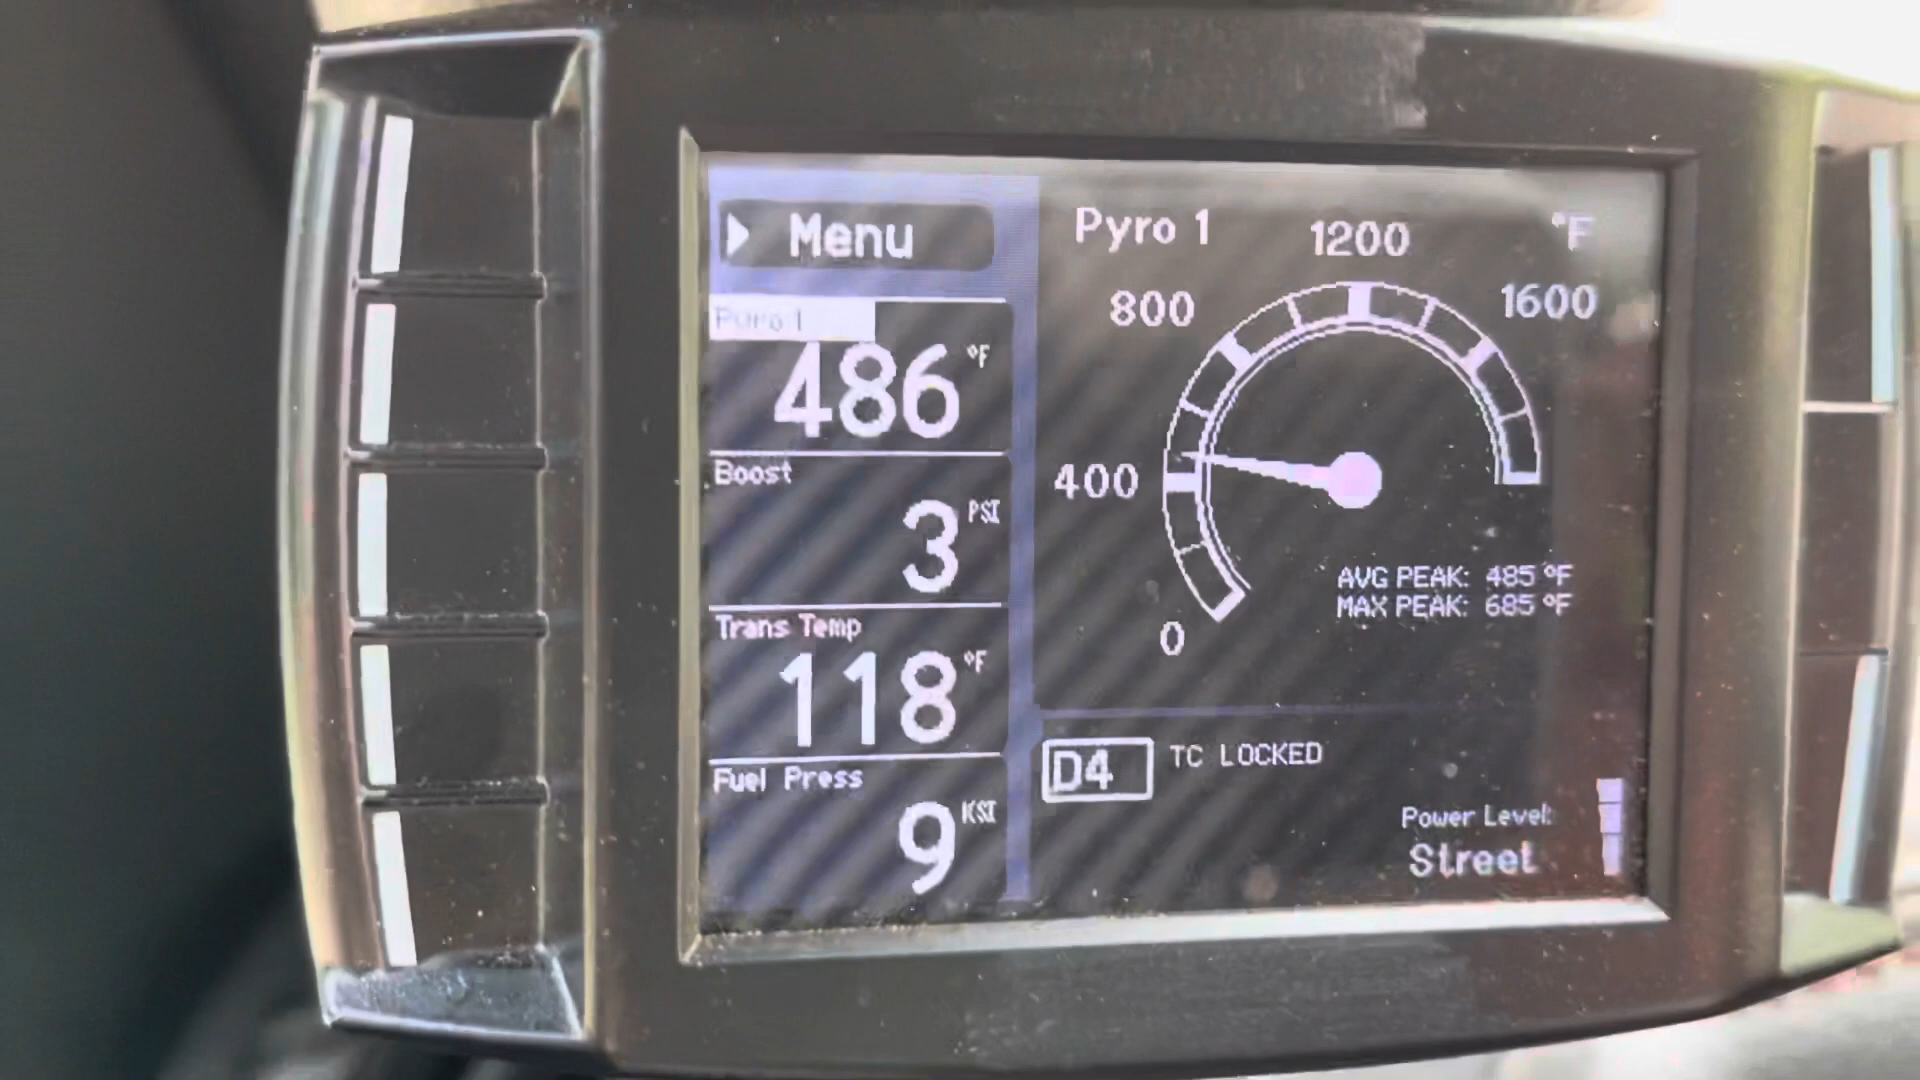 Menu
Pyro 1
486 °F
Boost
3 PSI
Trans Temp
118 °F
Fuel Press
9 KSI
Pyro 1
°F
0
400
800
1200
1600
AVG PEAK: 485 °F
MAX PEAK: 685 °F
D4 TC LOCKED
Power Level:
Street